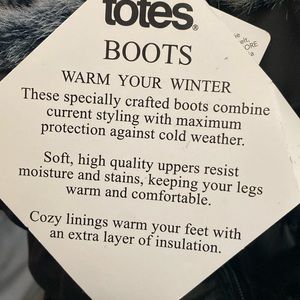 totes®
BOOTS
WARM YOUR WINTER
These specially crafted boots combine
current styling with maximum
protection against cold weather.
Soft, high quality uppers resist
moisture and stains, keeping your legs
warm and comfortable.
Cozy linings warm your feet with
an extra layer of insulation.